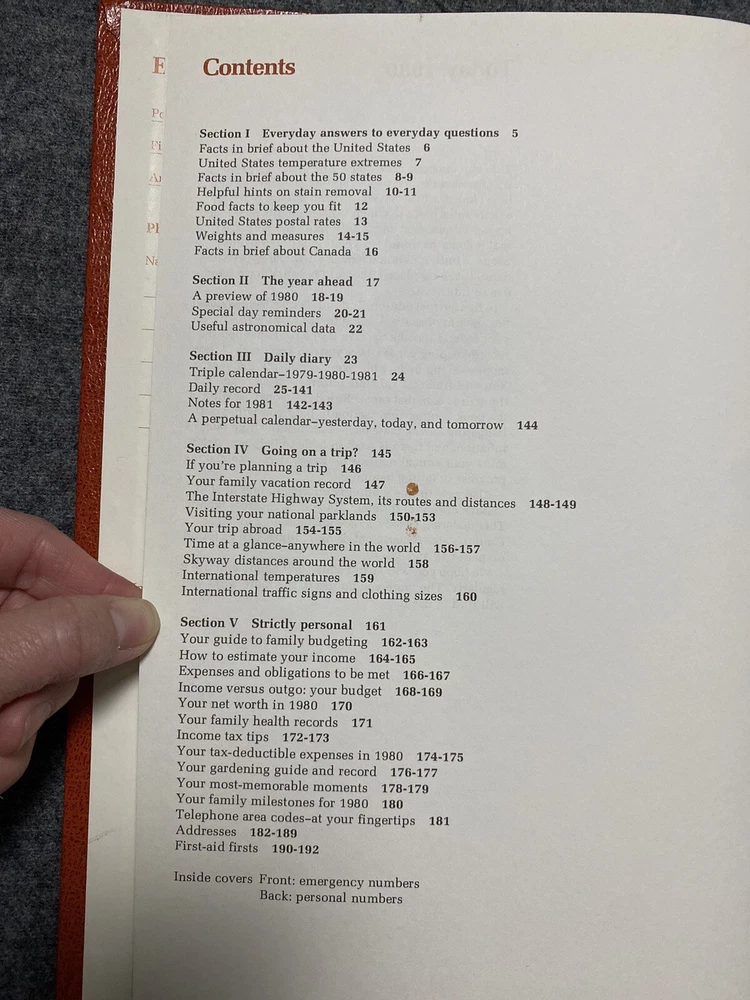 Contents
Section I Everyday answers to everyday questions 5
Facts in brief about the United States 6
United States temperature extremes 7
Facts in brief about the 50 states 8-9
Helpful hints on stain removal 10-11
Food facts to keep you fit 12
United States postal rates 13
Weights and measures 14-15
Facts in brief about Canada 16
Section II The year ahead 17
A preview of 1980 18-19
Special day reminders 20-21
Useful astronomical data 22
Section III Daily diary 23
Triple calendar–1979-1980-1981 24
Daily record 25-141
Notes for 1981 142-143
A perpetual calendar–yesterday, today, and tomorrow 144
Section IV Going on a trip? 145
If you're planning a trip 146
Your family vacation record 147
The Interstate Highway System, its routes and distances 148-149
Visiting your national parklands 150-153
Your trip abroad 154-155
Time at a glance–anywhere in the world 156-157
Skyway distances around the world 158
International temperatures 159
International traffic signs and clothing sizes 160
Section V Strictly personal 161
Your guide to family budgeting 162-163
How to estimate your income 164-165
Expenses and obligations to be met 166-167
Income versus outgo: your budget 168-169
Your net worth in 1980 170
Your family health records 171
Income tax tips 172-173
Your tax-deductible expenses in 1980 174-175
Your gardening guide and record 176-177
Your most-memorable moments 178-179
Your family milestones for 1980 180
Telephone area codes–at your fingertips 181
Addresses 182-189
First-aid firsts 190-192
Inside covers Front: emergency numbers
Back: personal numbers